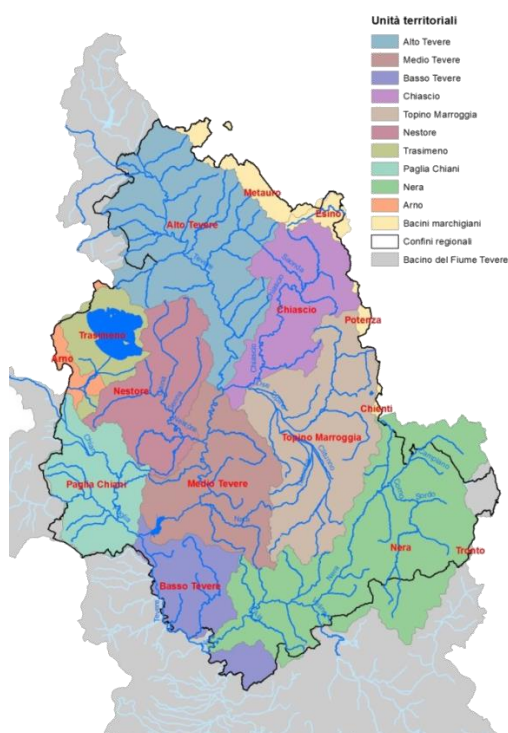 Unità territoriali
Alto Tevere
Medio Tevere
Basso Tevere
Chiascio
Topino Marroggia
Nestore
Trasimeno
Paglia Chiani
Nera
Arno
Bacini marchigiani
Confini regionali
Bacino del Fiume Tevere
Metauro
Esino
Alto Tevere
Tevere
Saonda
Chiascio
Potenza
Trasimeno
Arno
Nestore
Chienti
Topino Marroggia
Paglia Chiani
Medio Tevere
Nera
Tronto
Basso Tevere